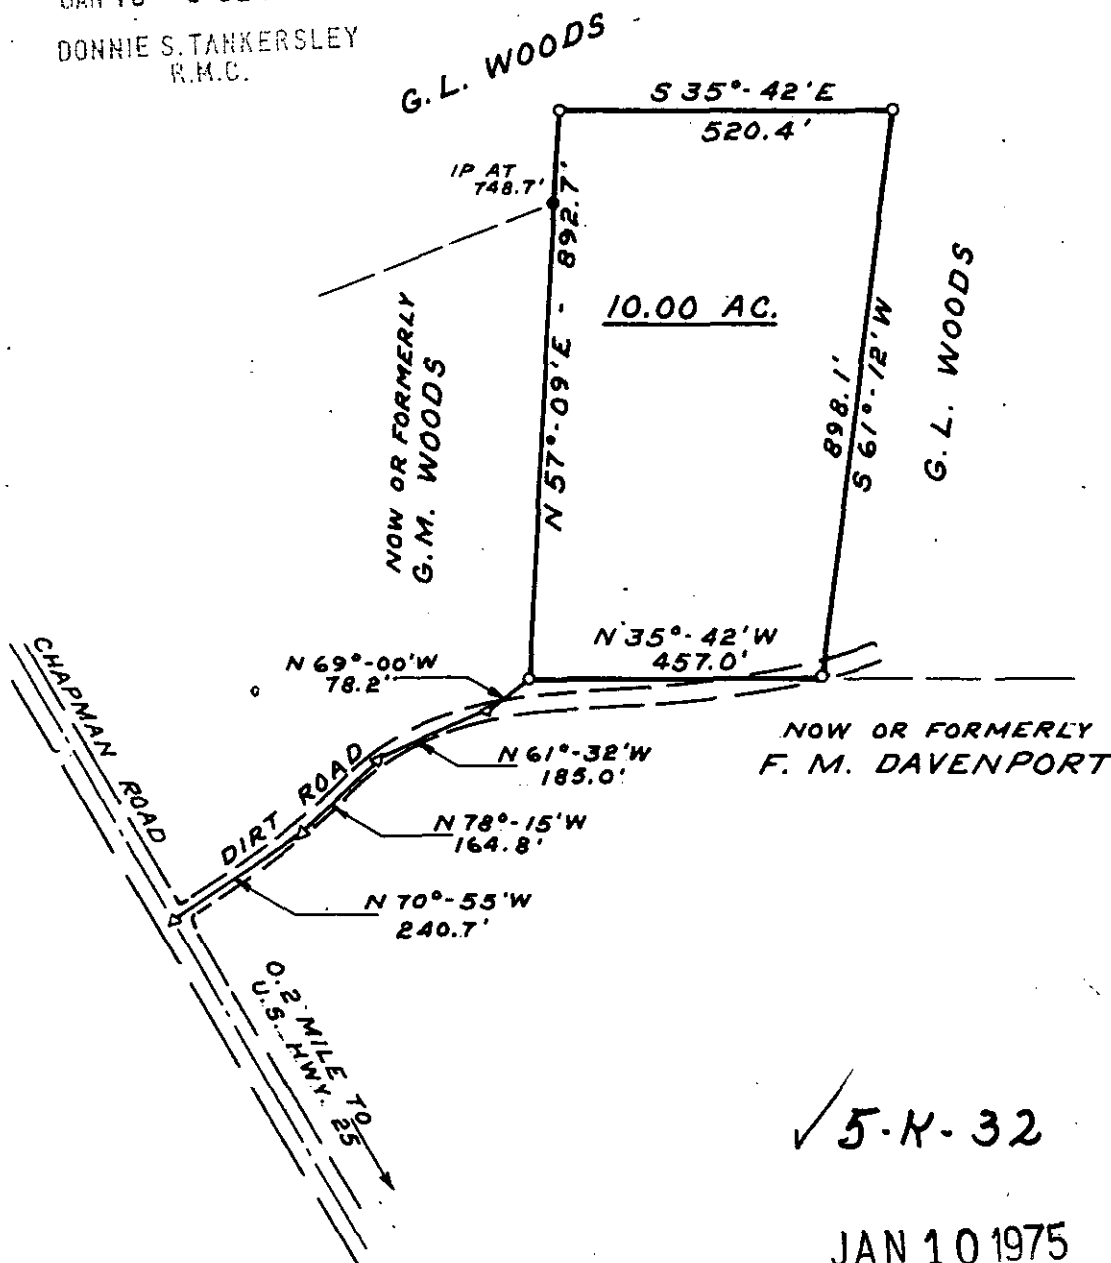 DONNIE S. TANKERSLEY
R.M.C.
G. L. WOODS
S 35°-42'E
520.4'
IP AT
748.7'
N 57°-09'E - 892.7'
10.00 AC.
898.1'
S 61°-12'W
G. L. WOODS
NOW OR FORMERLY
G. M. WOODS
N 35°-42'W
457.0'
N 69°-00'W
78.2'
NOW OR FORMERLY
F. M. DAVENPORT
N 61°-32'W
185.0'
CHAPMAN ROAD
DIRT ROAD
N 78°-15'W
164.8'
N 70°-55'W
240.7'
0.2 MILE TO
U.S. HWY. 25
✓ 5-K-32
JAN 10 1975